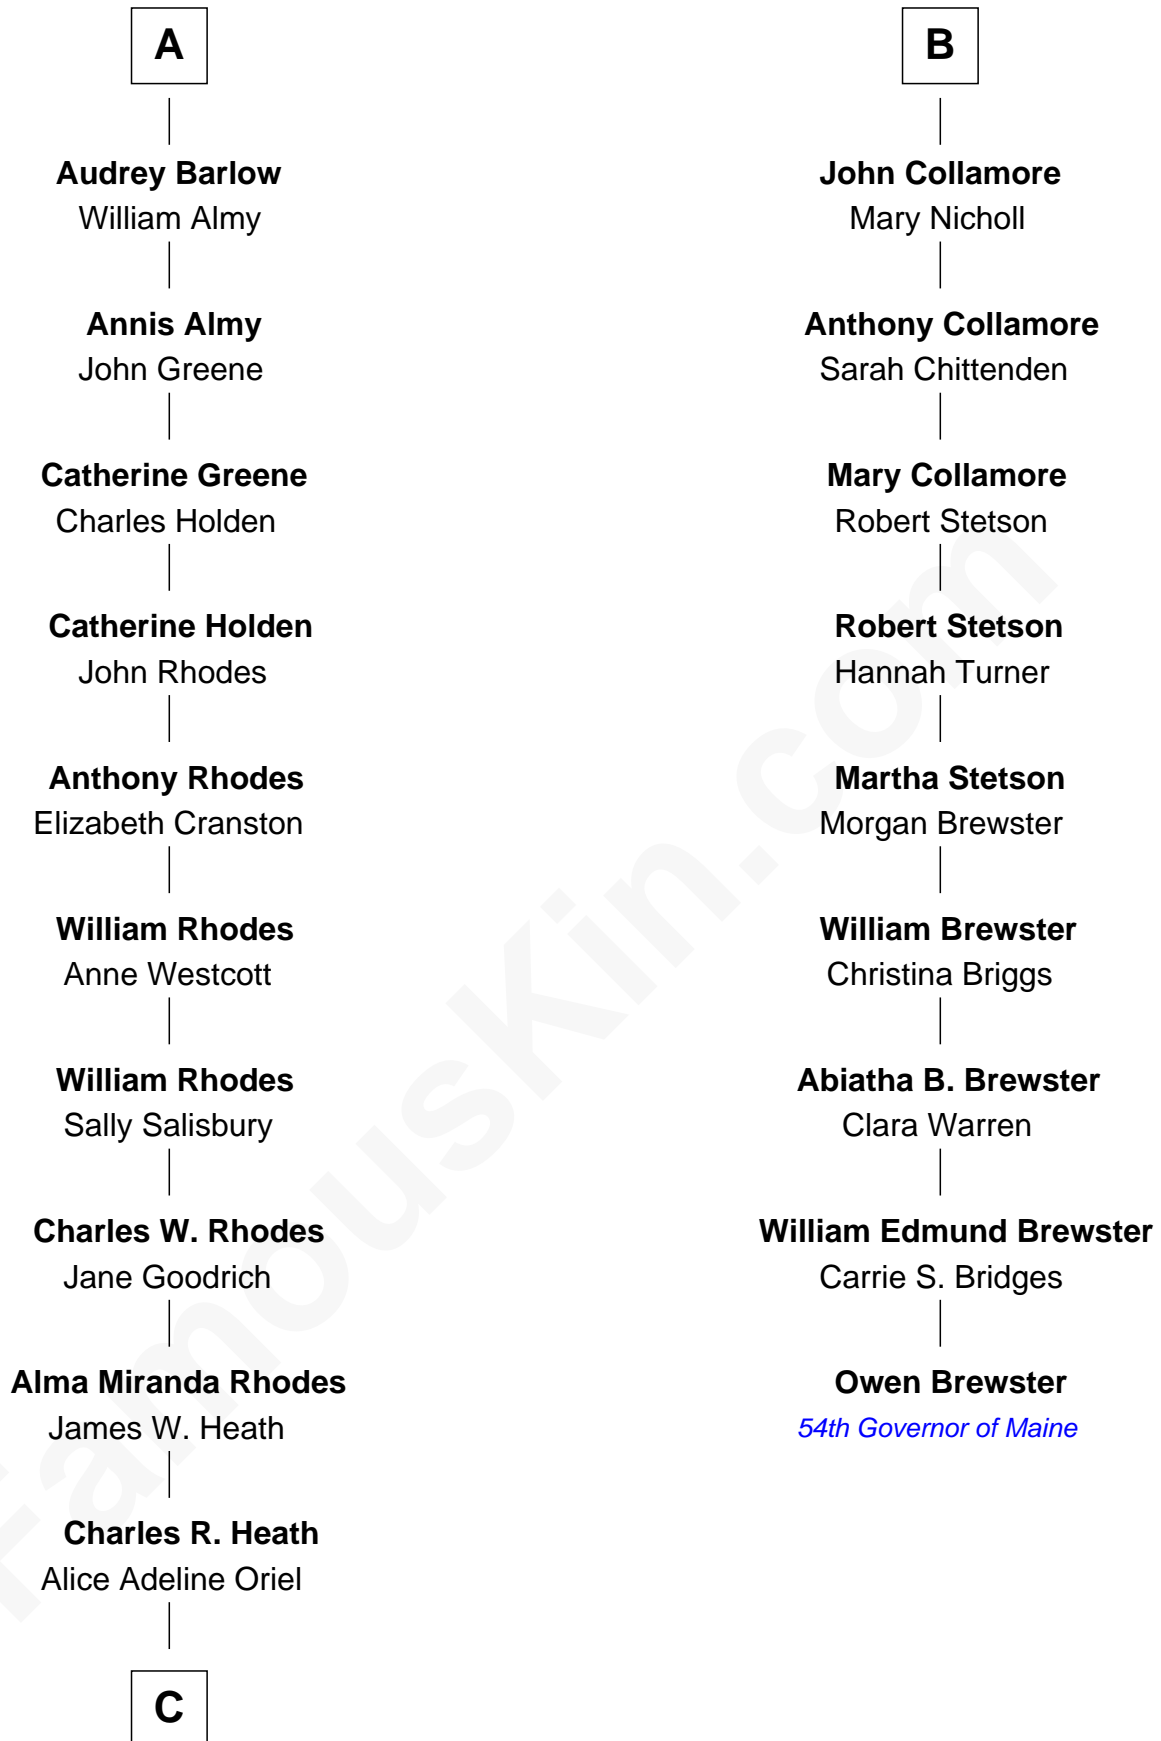 A
Audrey Barlow
William Almy
Annis Almy
John Greene
Catherine Greene
Charles Holden
Catherine Holden
John Rhodes
Anthony Rhodes
Elizabeth Cranston
William Rhodes
Anne Westcott
William Rhodes
Sally Salisbury
Charles W. Rhodes
Jane Goodrich
Alma Miranda Rhodes
James W. Heath
Charles R. Heath
Alice Adeline Oriel
C
B
John Collamore
Mary Nicholl
Anthony Collamore
Sarah Chittenden
Mary Collamore
Robert Stetson
Robert Stetson
Hannah Turner
Martha Stetson
Morgan Brewster
William Brewster
Christina Briggs
Abiatha B. Brewster
Clara Warren
William Edmund Brewster
Carrie S. Bridges
Owen Brewster
54th Governor of Maine
FamousKin.com